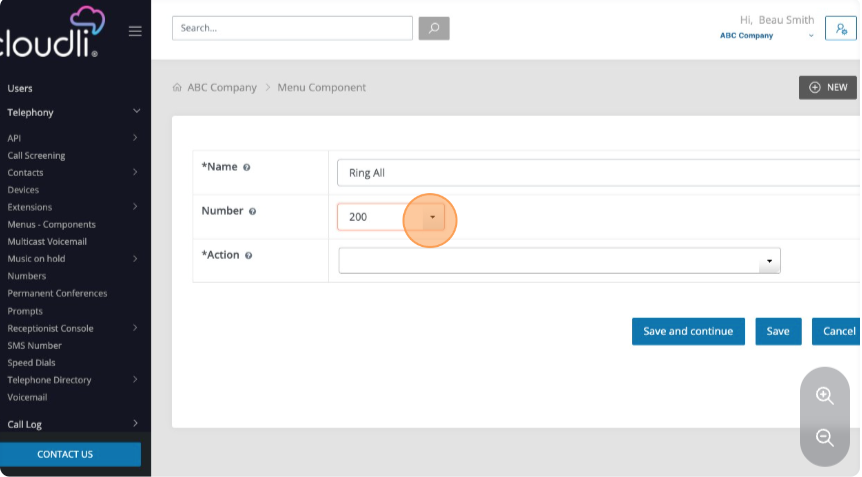 cloudli®
Search...
Hi, Beau Smith
ABC Company
Users
Telephony
API
Call Screening
Contacts
Devices
Extensions
Menus - Components
Multicast Voicemail
Music on hold
Numbers
Permanent Conferences
Prompts
Receptionist Console
SMS Number
Speed Dials
Telephone Directory
Voicemail
Call Log
CONTACT US
ABC Company > Menu Component
NEW
*Name
Ring All
Number
200
*Action
Save and continue
Save
Cancel